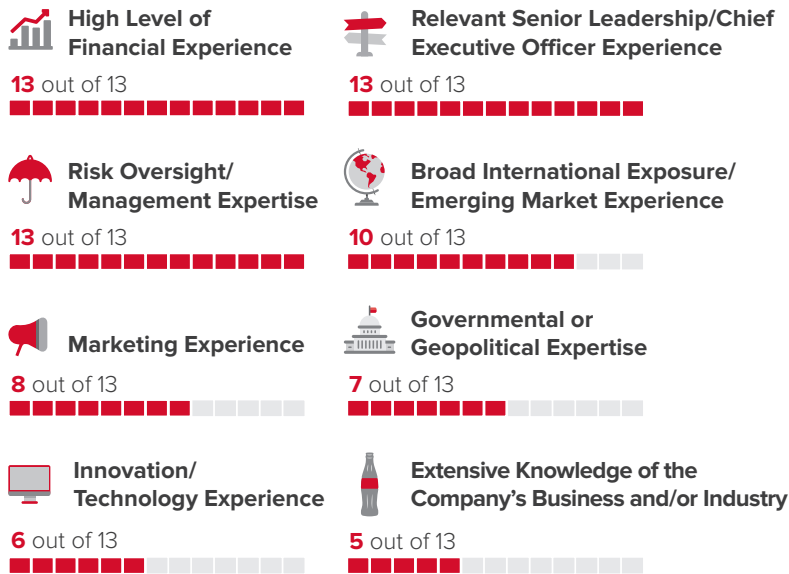 High Level of
Financial Experience
13 out of 13
Relevant Senior Leadership/Chief
Executive Officer Experience
13 out of 13
Risk Oversight/
Management Expertise
13 out of 13
Broad International Exposure/
Emerging Market Experience
10 out of 13
Marketing Experience
8 out of 13
Governmental or
Geopolitical Expertise
7 out of 13
Innovation/
Technology Experience
6 out of 13
Extensive Knowledge of the
Company’s Business and/or Industry
5 out of 13